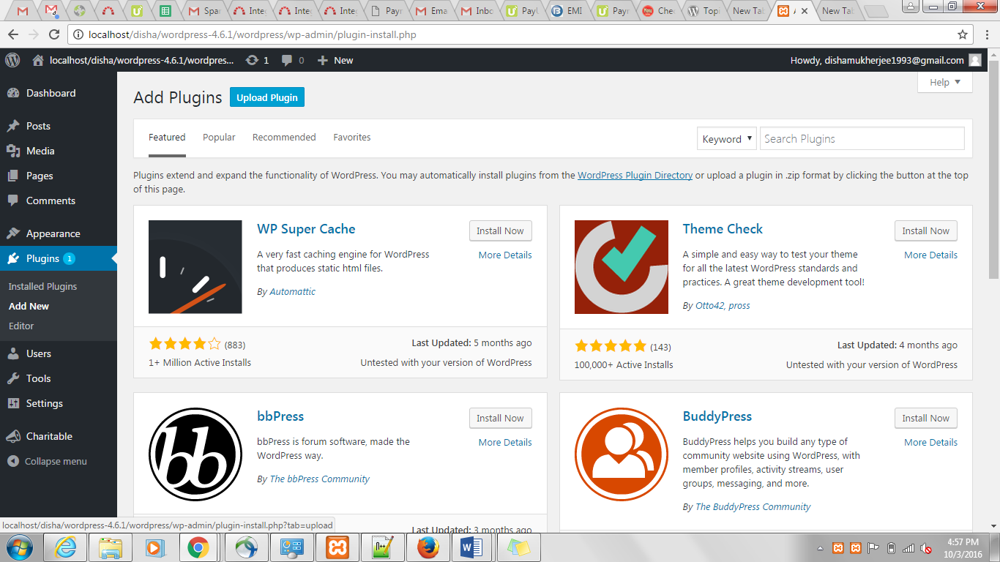 Spar
Inte
Inte
Inte
Payn
Ema
Inbo
PayU
EMI
Payn
Che
Topi
New Tab
New Tab
localhost/disha/wordpress-4.6.1/wordpress/wp-admin/plugin-install.php
localhost/disha/wordpress-4.6.1/wordpres... 1 0 New
Howdy, dishamukherjee1993@gmail.com
Dashboard
Posts
Media
Pages
Comments
Appearance
Plugins 1
Installed Plugins
Add New
Editor
Users
Tools
Settings
Charitable
Collapse menu
Help
Add Plugins Upload Plugin
Featured Popular Recommended Favorites Keyword Search Plugins
Plugins extend and expand the functionality of WordPress. You may automatically install plugins from the WordPress Plugin Directory or upload a plugin in .zip format by clicking the button at the top
of this page.
WP Super Cache
Install Now
More Details
A very fast caching engine for WordPress
that produces static html files.
By Automattic
(883)
1+ Million Active Installs
Last Updated: 5 months ago
Untested with your version of WordPress
Theme Check
Install Now
More Details
A simple and easy way to test your theme
for all the latest WordPress standards and
practices. A great theme development tool!
By Otto42, pross
(143)
100,000+ Active Installs
Last Updated: 4 months ago
Untested with your version of WordPress
bb
bbPress
Install Now
More Details
bbPress is forum software, made the
WordPress way.
By The bbPress Community
Last Updated: 3 months ago
BuddyPress
Install Now
More Details
BuddyPress helps you build any type of
community website using WordPress, with
member profiles, activity streams, user
groups, messaging, and more.
By The BuddyPress Community
localhost/disha/wordpress-4.6.1/wordpress/wp-admin/plugin-install.php?tab=upload
4:57 PM
10/3/2016